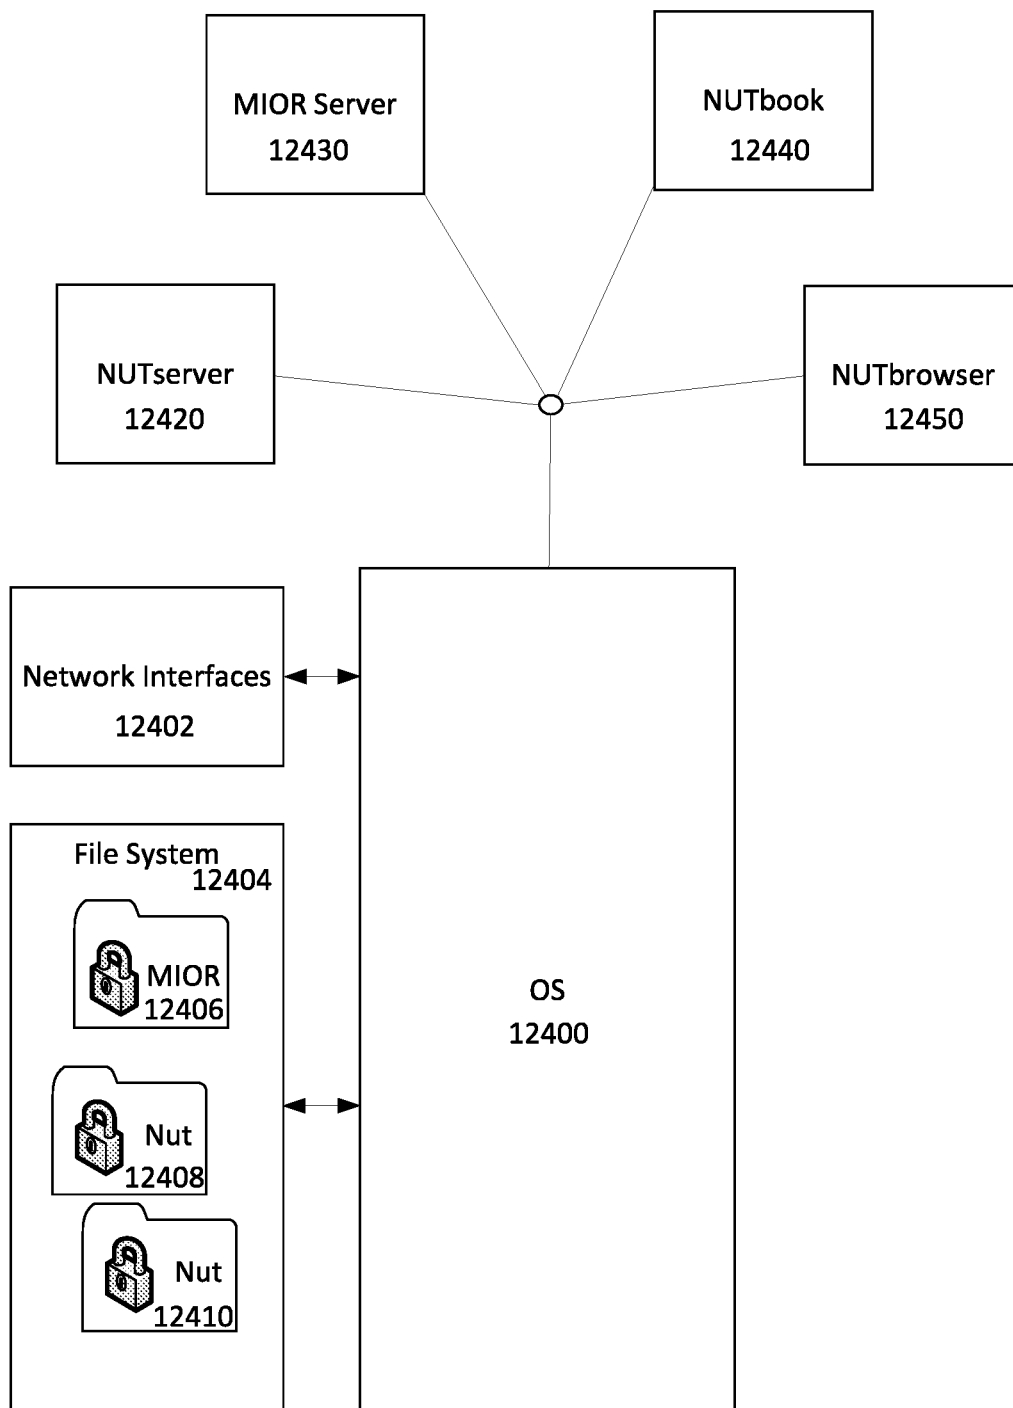 MIOR Server
12430
NUTbook
12440
NUTserver
12420
NUTbrowser
12450
Network Interfaces
12402
File System
12404
MIOR
12406
Nut
12408
Nut
12410
OS
12400